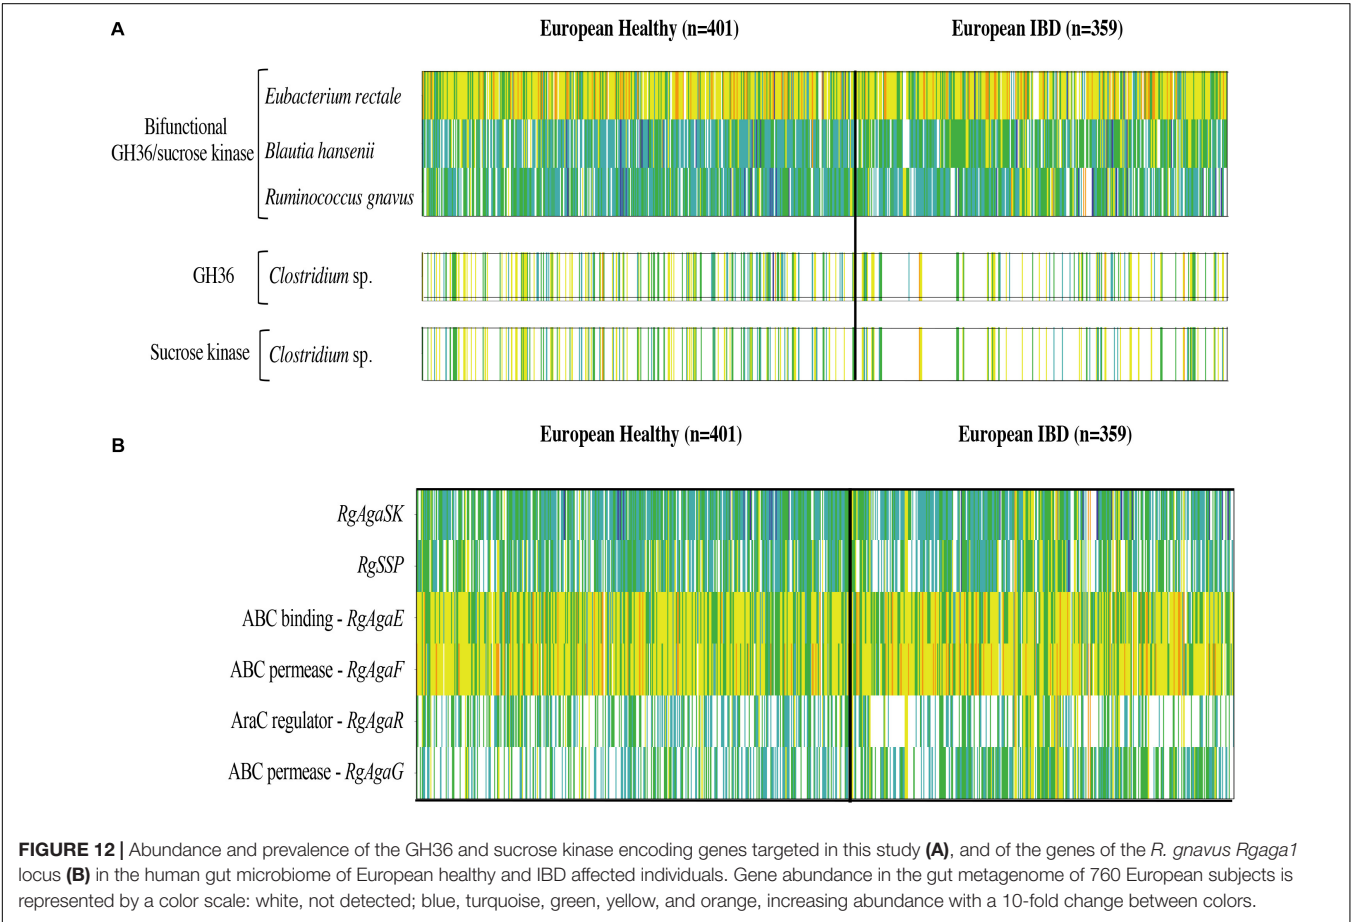 A
European Healthy (n=401)
European IBD (n=359)
Bifunctional
GH36/sucrose kinase
Eubacterium rectale
Blautia hansenii
Ruminococcus gnavus
GH36
Clostridium sp.
Sucrose kinase
Clostridium sp.
B
European Healthy (n=401)
European IBD (n=359)
RgAgaSK
RgSSP
ABC binding - RgAgaE
ABC permease - RgAgaF
AraC regulator - RgAgaR
ABC permease - RgAgaG
FIGURE 12 | Abundance and prevalence of the GH36 and sucrose kinase encoding genes targeted in this study (A), and of the genes of the R. gnavus Rgaga1
locus (B) in the human gut microbiome of European healthy and IBD affected individuals. Gene abundance in the gut metagenome of 760 European subjects is
represented by a color scale: white, not detected; blue, turquoise, green, yellow, and orange, increasing abundance with a 10-fold change between colors.